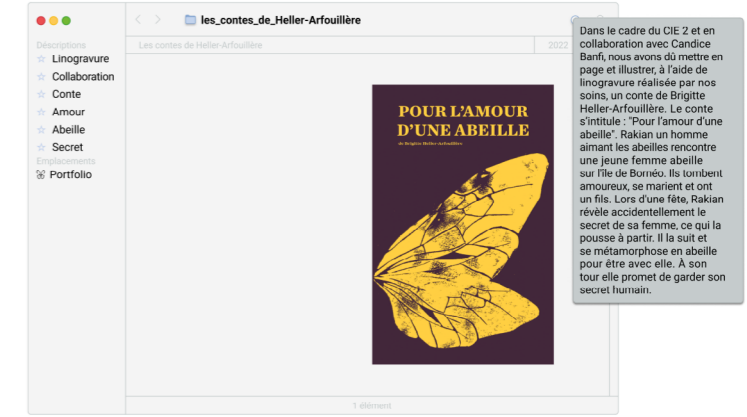 les_contes_de_Heller-Arfouillère
Déscriptions
Linogravure
Collaboration
Conte
Amour
Abeille
Secret
Emplacements
Portfolio
Les contes de Heller-Arfouillère
2022
POUR L'AMOUR
D'UNE ABEILLE
de Brigitte Heller-Arfouillère
1 élément
Dans le cadre du CIE 2 et en
collaboration avec Candice
Banfi, nous avons dû mettre en
page et illustrer, à l'aide de
linogravure réalisée par nos
soins, un conte de Brigitte
Heller-Arfouillère. Le conte
s'intitule : "Pour l'amour d'une
abeille". Rakian un homme
aimant les abeilles rencontre
une jeune femme abeille
sur l'île de Bornéo. Ils tombent
amoureux, se marient et ont
un fils. Lors d'une fête, Rakian
révèle accidentellement le
secret de sa femme, ce qui la
pousse à partir. Il la suit et
se métamorphose en abeille
pour être avec elle. À son
tour elle promet de garder son
secret humain.